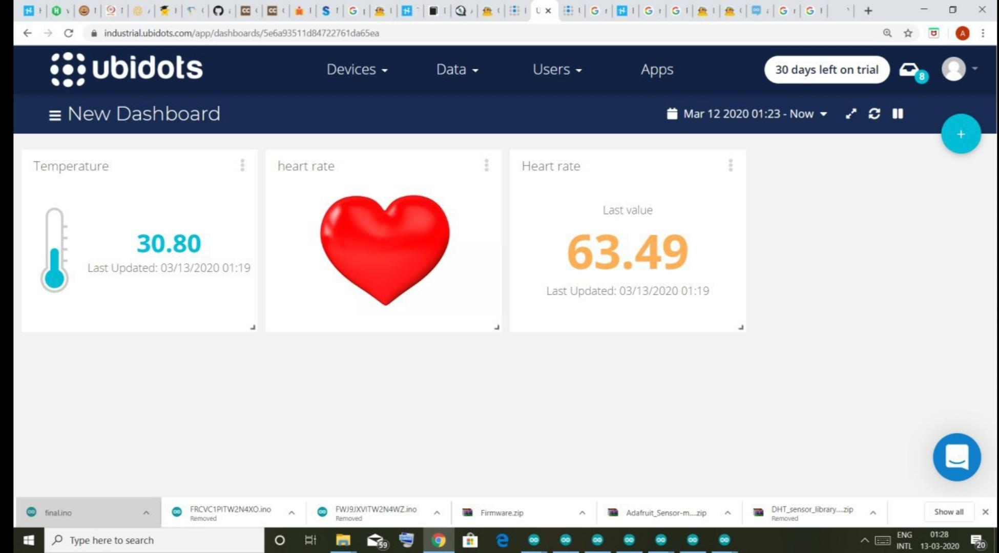 industrial.ubidots.com/app/dashboards/5e6a93511d84722761da65ea
A
ubidots
Devices
Data
Users
Apps
30 days left on trial
8
New Dashboard
Mar 12 2020 01:23 - Now
+
Temperature
30.80
Last Updated: 03/13/2020 01:19
heart rate
Heart rate
Last value
63.49
Last Updated: 03/13/2020 01:19
final.ino
FRCVC1PITW2N4XO.ino
Removed
FWJ9JXVITW2N4WZ.ino
Removed
Firmware.zip
Adafruit_Sensor-m....zip
DHT_sensor_library....zip
Removed
Show all
Type here to search
59
ENG
INTL
01:28
13-03-2020
20